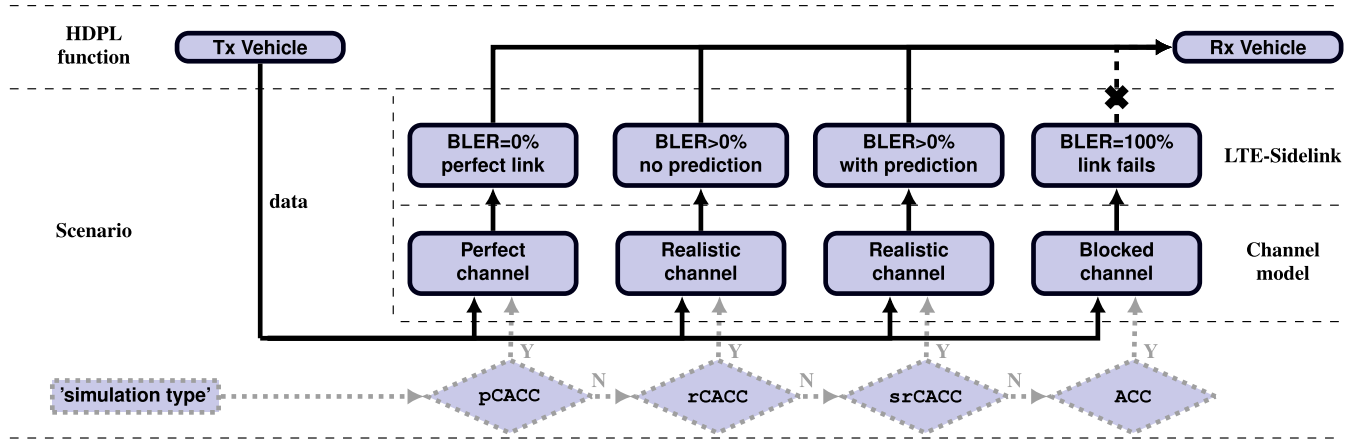 HDPL
function
Tx Vehicle
Rx Vehicle
BLER=0%
perfect link
BLER>0%
no prediction
BLER>0%
with prediction
BLER=100%
link fails
LTE-Sidelink
data
Scenario
Perfect
channel
Realistic
channel
Realistic
channel
Blocked
channel
Channel
model
Y
Y
Y
Y
'simulation type'
pCACC
N
rCACC
N
srCACC
N
ACC